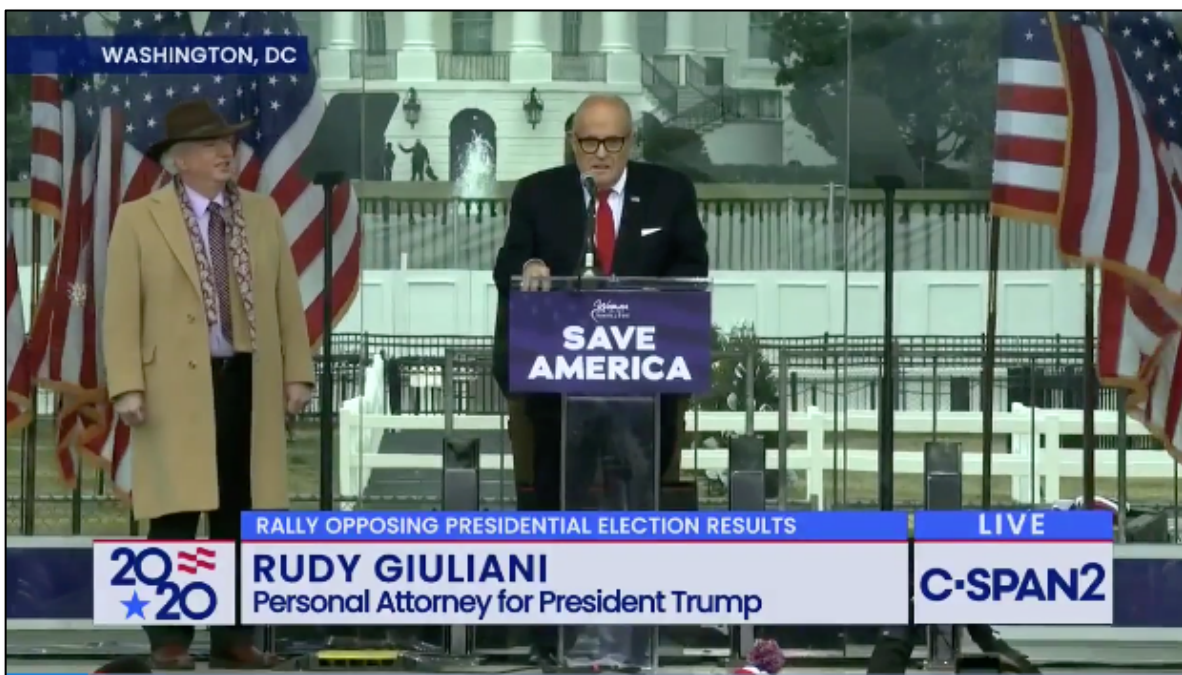 WASHINGTON, DC
Women
SAVE
AMERICA
RALLY OPPOSING PRESIDENTIAL ELECTION RESULTS
LIVE
2020
RUDY GIULIANI
Personal Attorney for President Trump
C-SPAN2